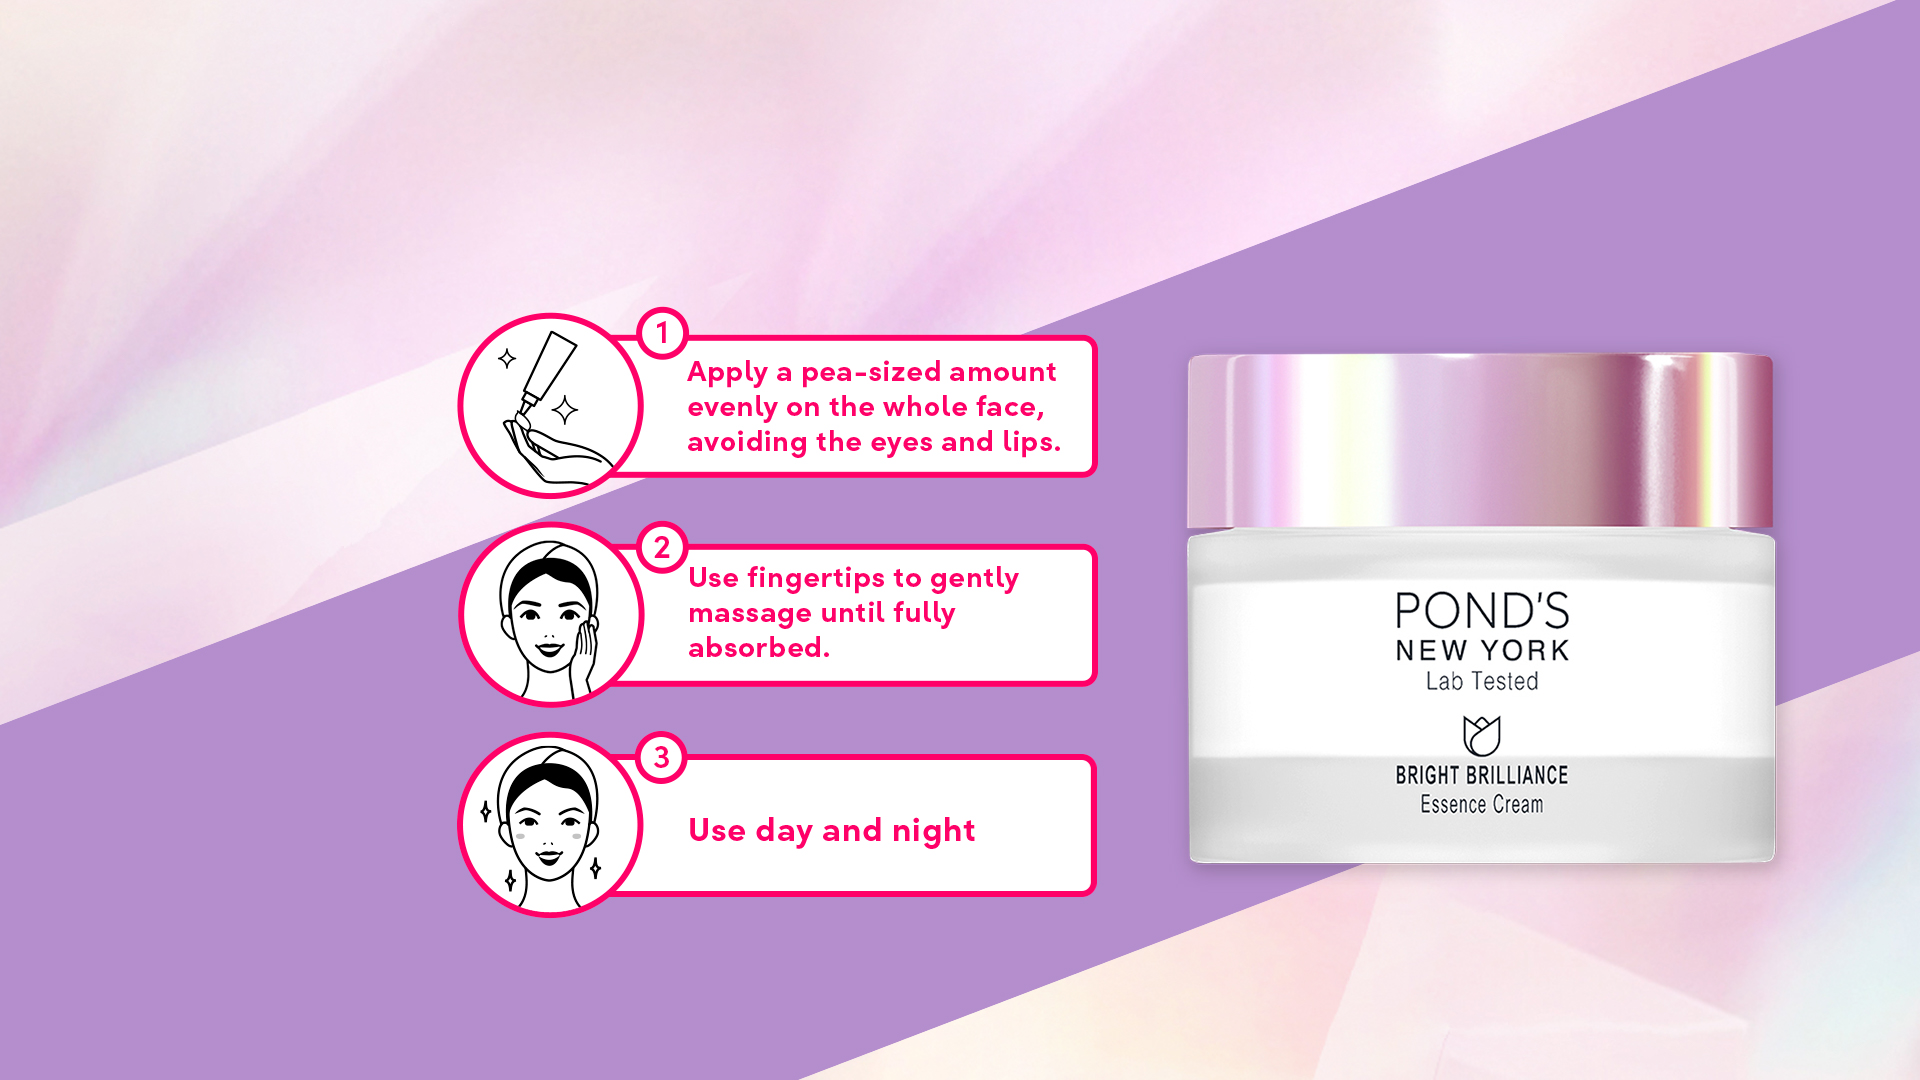 1
Apply a pea-sized amount
evenly on the whole face,
avoiding the eyes and lips.
2
Use fingertips to gently
massage until fully
absorbed.
3
Use day and night
POND'S
NEW YORK
Lab Tested
BRIGHT BRILLIANCE
Essence Cream